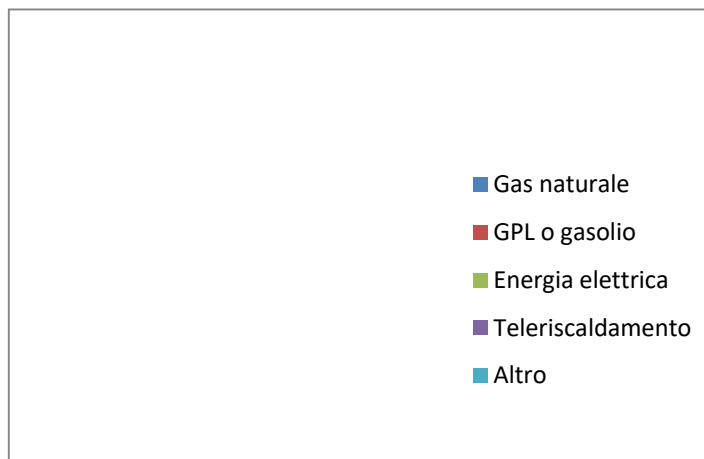 Gas naturale
GPL o gasolio
Energia elettrica
Teleriscaldamento
Altro